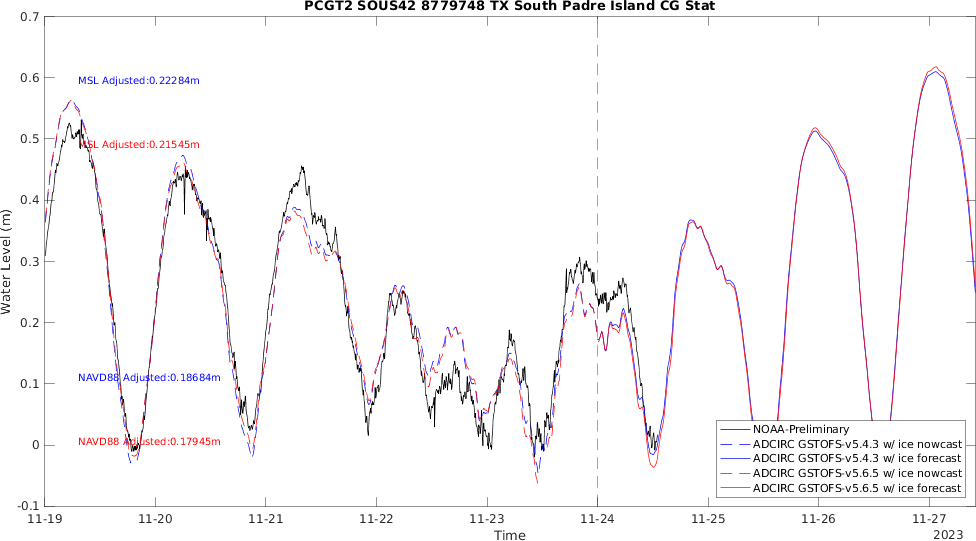 PCGT2 SOUS42 8779748 TX South Padre Island CG Stat
0.7
0.6
0.5
0.4
0.3
0.2
0.1
0
-0.1
Water Level (m)
MSL Adjusted:0.22284m
MSL Adjusted:0.21545m
NAVD88 Adjusted:0.18684m
NAVD88 Adjusted:0.17945m
NOAA-Preliminary
ADCIRC GSTOFS-v5.4.3 w/ ice nowcast
ADCIRC GSTOFS-v5.4.3 w/ ice forecast
ADCIRC GSTOFS-v5.6.5 w/ ice nowcast
ADCIRC GSTOFS-v5.6.5 w/ ice forecast
11-19 11-20 11-21 11-22 11-23 11-24 11-25 11-26 11-27
Time
2023